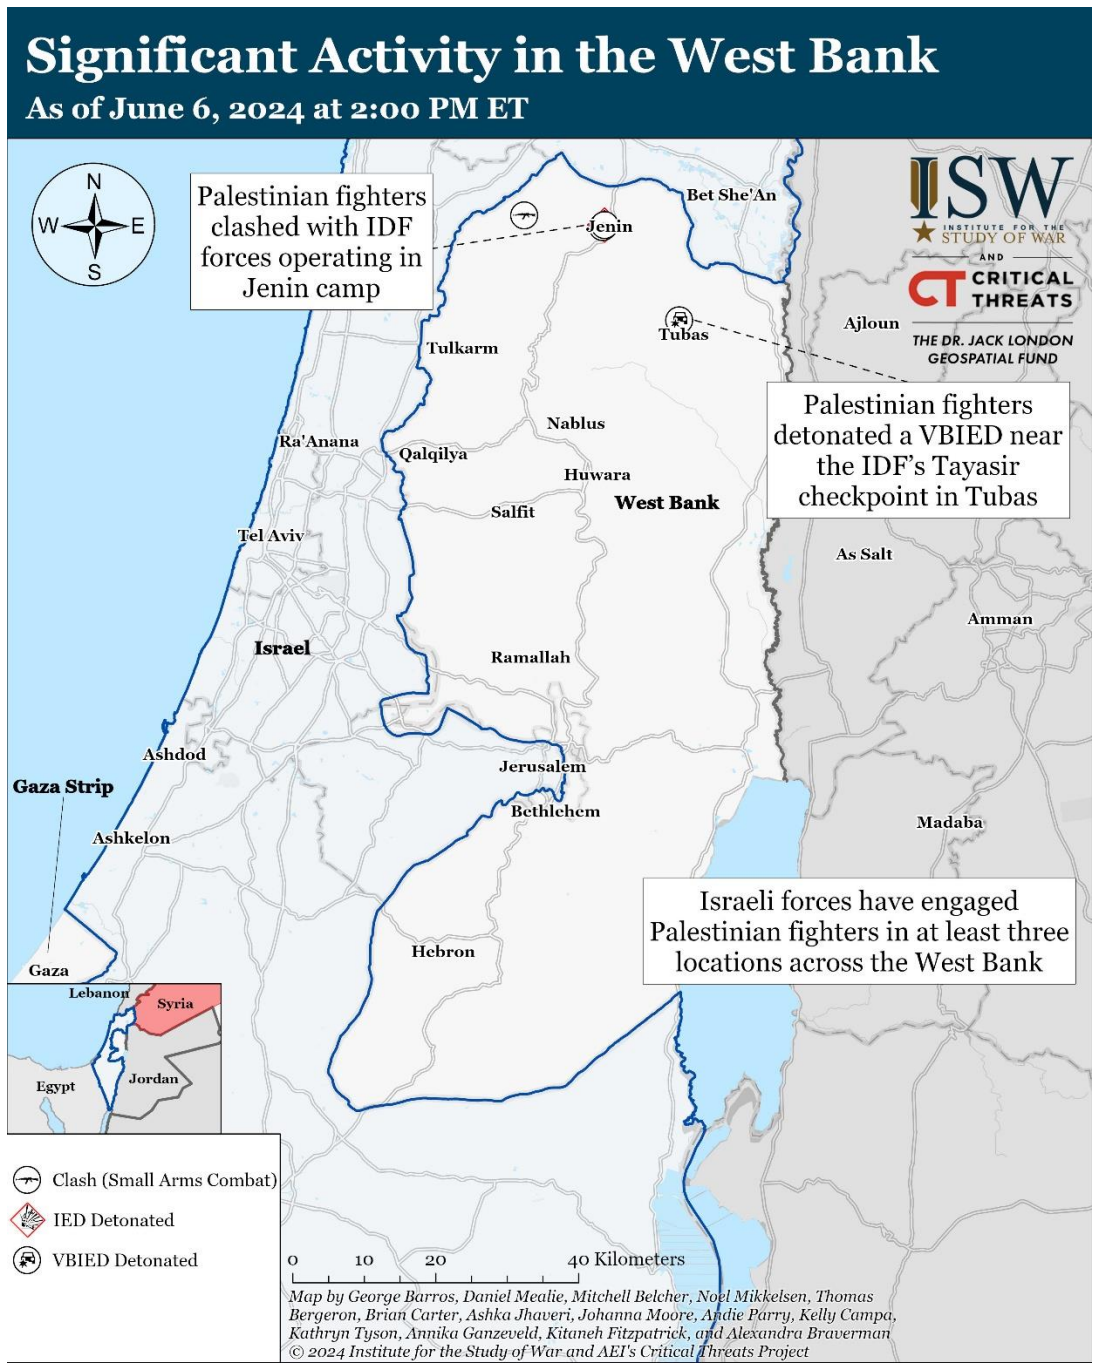 Significant Activity in the West Bank
As of June 6, 2024 at 2:00 PM ET
N
W
E
S
Palestinian fighters
clashed with IDF
forces operating in
Jenin camp
Bet She'An
Jenin
ISW
INSTITUTE FOR THE
STUDY OF WAR
AND
CT CRITICAL
THREATS
THE DR. JACK LONDON
GEOSPATIAL FUND
Ajloun
Tubas
Tulkarm
Palestinian fighters
detonated a VBIED near
the IDF's Tayasir
checkpoint in Tubas
Nablus
Ra'Anana
Qalqilya
Huwara
West Bank
Salfit
Tel Aviv
As Salt
Amman
Israel
Ramallah
Ashdod
Jerusalem
Gaza Strip
Bethlehem
Ashkelon
Madaba
Israeli forces have engaged
Palestinian fighters in at least three
locations across the West Bank
Hebron
Gaza
Lebanon
Syria
Egypt
Jordan
Clash (Small Arms Combat)
IED Detonated
VBIED Detonated
0 10 20 40 Kilometers
Map by George Barros, Daniel Mealie, Mitchell Belcher, Noel Mikkelsen, Thomas
Bergeron, Brian Carter, Ashka Jhaveri, Johanna Moore, Andie Parry, Kelly Campa,
Kathryn Tyson, Annika Ganzeveld, Kitaneh Fitzpatrick, and Alexandra Braverman
© 2024 Institute for the Study of War and AEI's Critical Threats Project